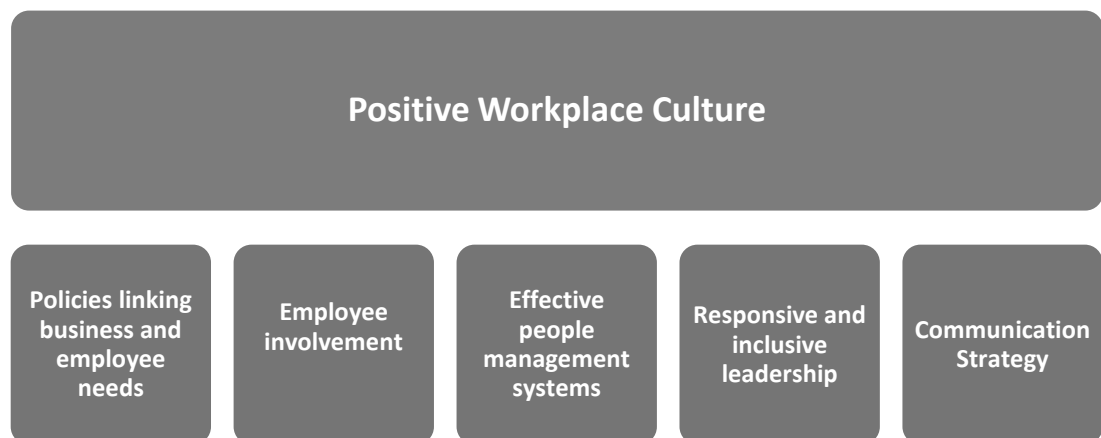 Positive Workplace Culture
Policies linking
business and
employee
needs
Employee
involvement
Effective
people
management
systems
Responsive and
inclusive
leadership
Communication
Strategy